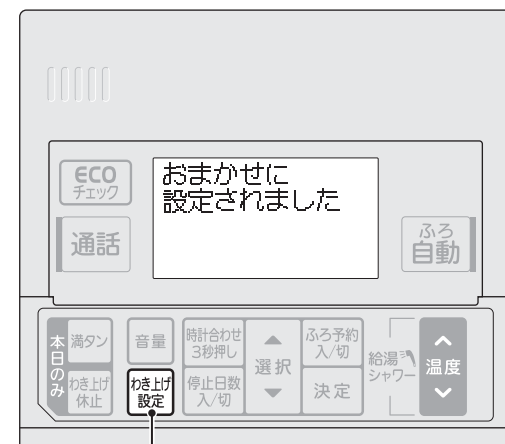 ECO
チェック
おまかせに
設定されました
通話
ふろ
自動
本日のみ
満タン
わき上げ
休止
音量
わき上げ
設定
時計合わせ
3秒押し
停止日数
入/切
選択
ふろ予約
入/切
決定
給湯
シャワー
温度